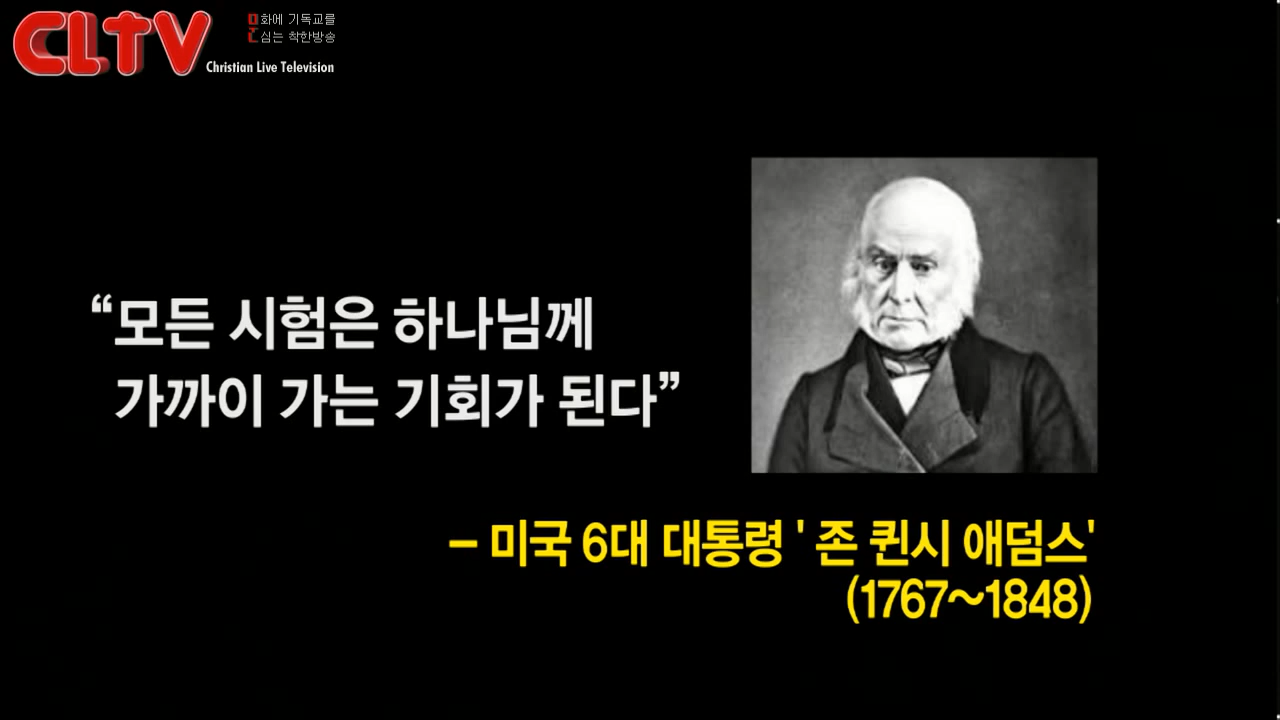 CLTV
문화에 기독교를
심는 착한방송
Christian Live Television
“모든 시험은 하나님께
가까이 가는 기회가 된다”
- 미국 6대 대통령 ' 존 퀸시 애덤스'
(1767~1848)